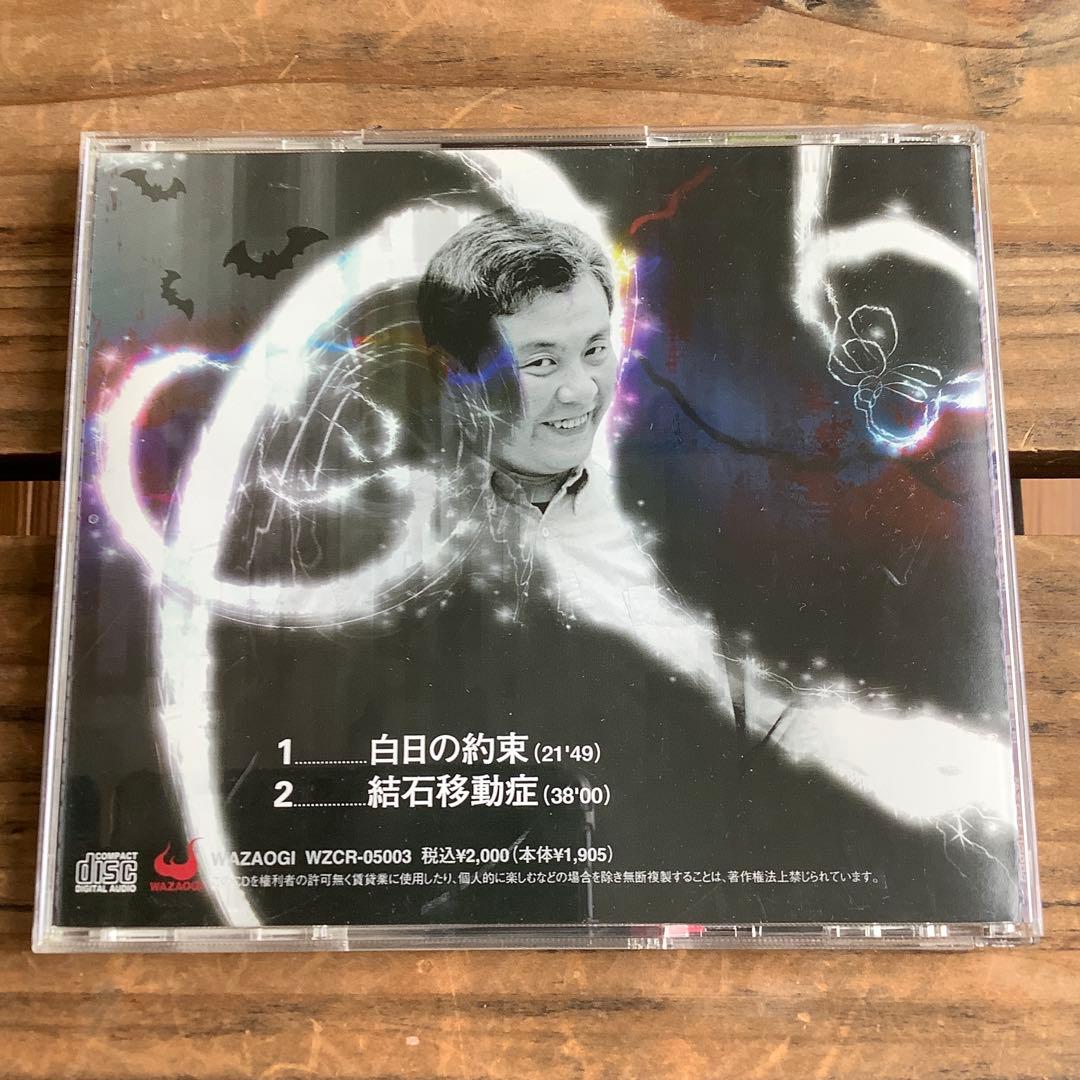 1.................白日の約束(21'49)
2.................結石移動症(38'00)
COMPACT
disc
DIGITAL AUDIO
WAZAOGI
WAZAOGI WZCR-05003 税込¥2,000(本体¥1,905)
CDを権利者の許可無く賃貸業に使用したり、個人的に楽しむなどの場合を除き無断複製することは、著作権法上禁じられています。